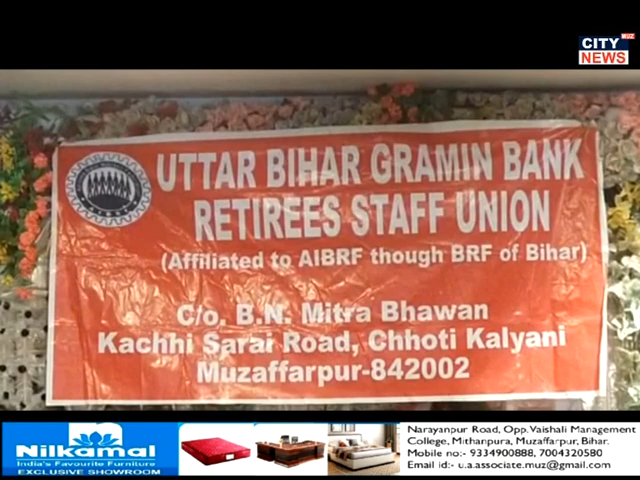 CITY MUZ
NEWS
UTTAR BIHAR GRAMIN BANK
RETIREES STAFF UNION
(Affiliated to AIBRF though BRF of Bihar)
C/o. B.N. Mitra Bhawan
Kachhi Sarai Road, Chhoti Kalyani
Muzaffarpur-842002
Nilkamal
India's Favourite Furniture
EXCLUSIVE SHOWROOM
Narayanpur Road, Opp.Vaishali Management
College, Mithanpura, Muzaffarpur, Bihar.
Mobile no:- 9334900888, 7004320580
Email id:- u.a.associate.muz@gmail.com